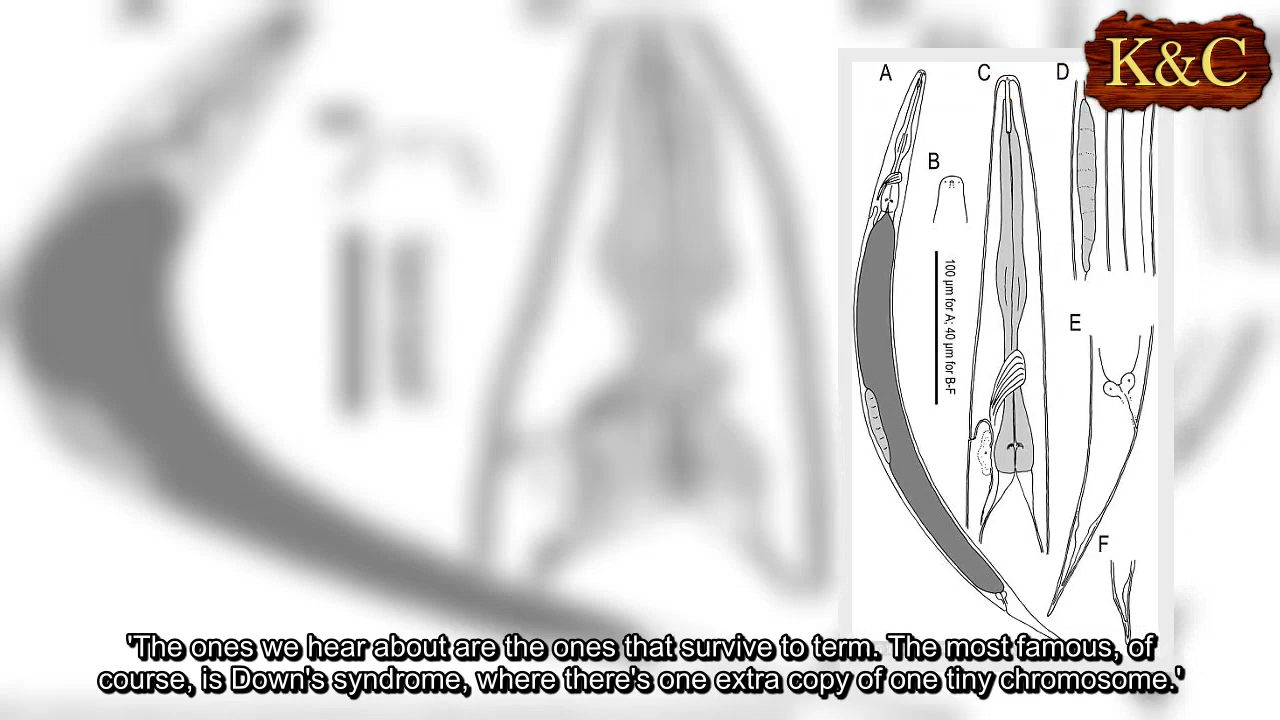 K&C
A
C
D
B
100 µm for A; 40 µm for B-F
E
F
'The ones we hear about are the ones that survive to term. The most famous, of
course, is Down's syndrome, where there's one extra copy of one tiny chromosome.'